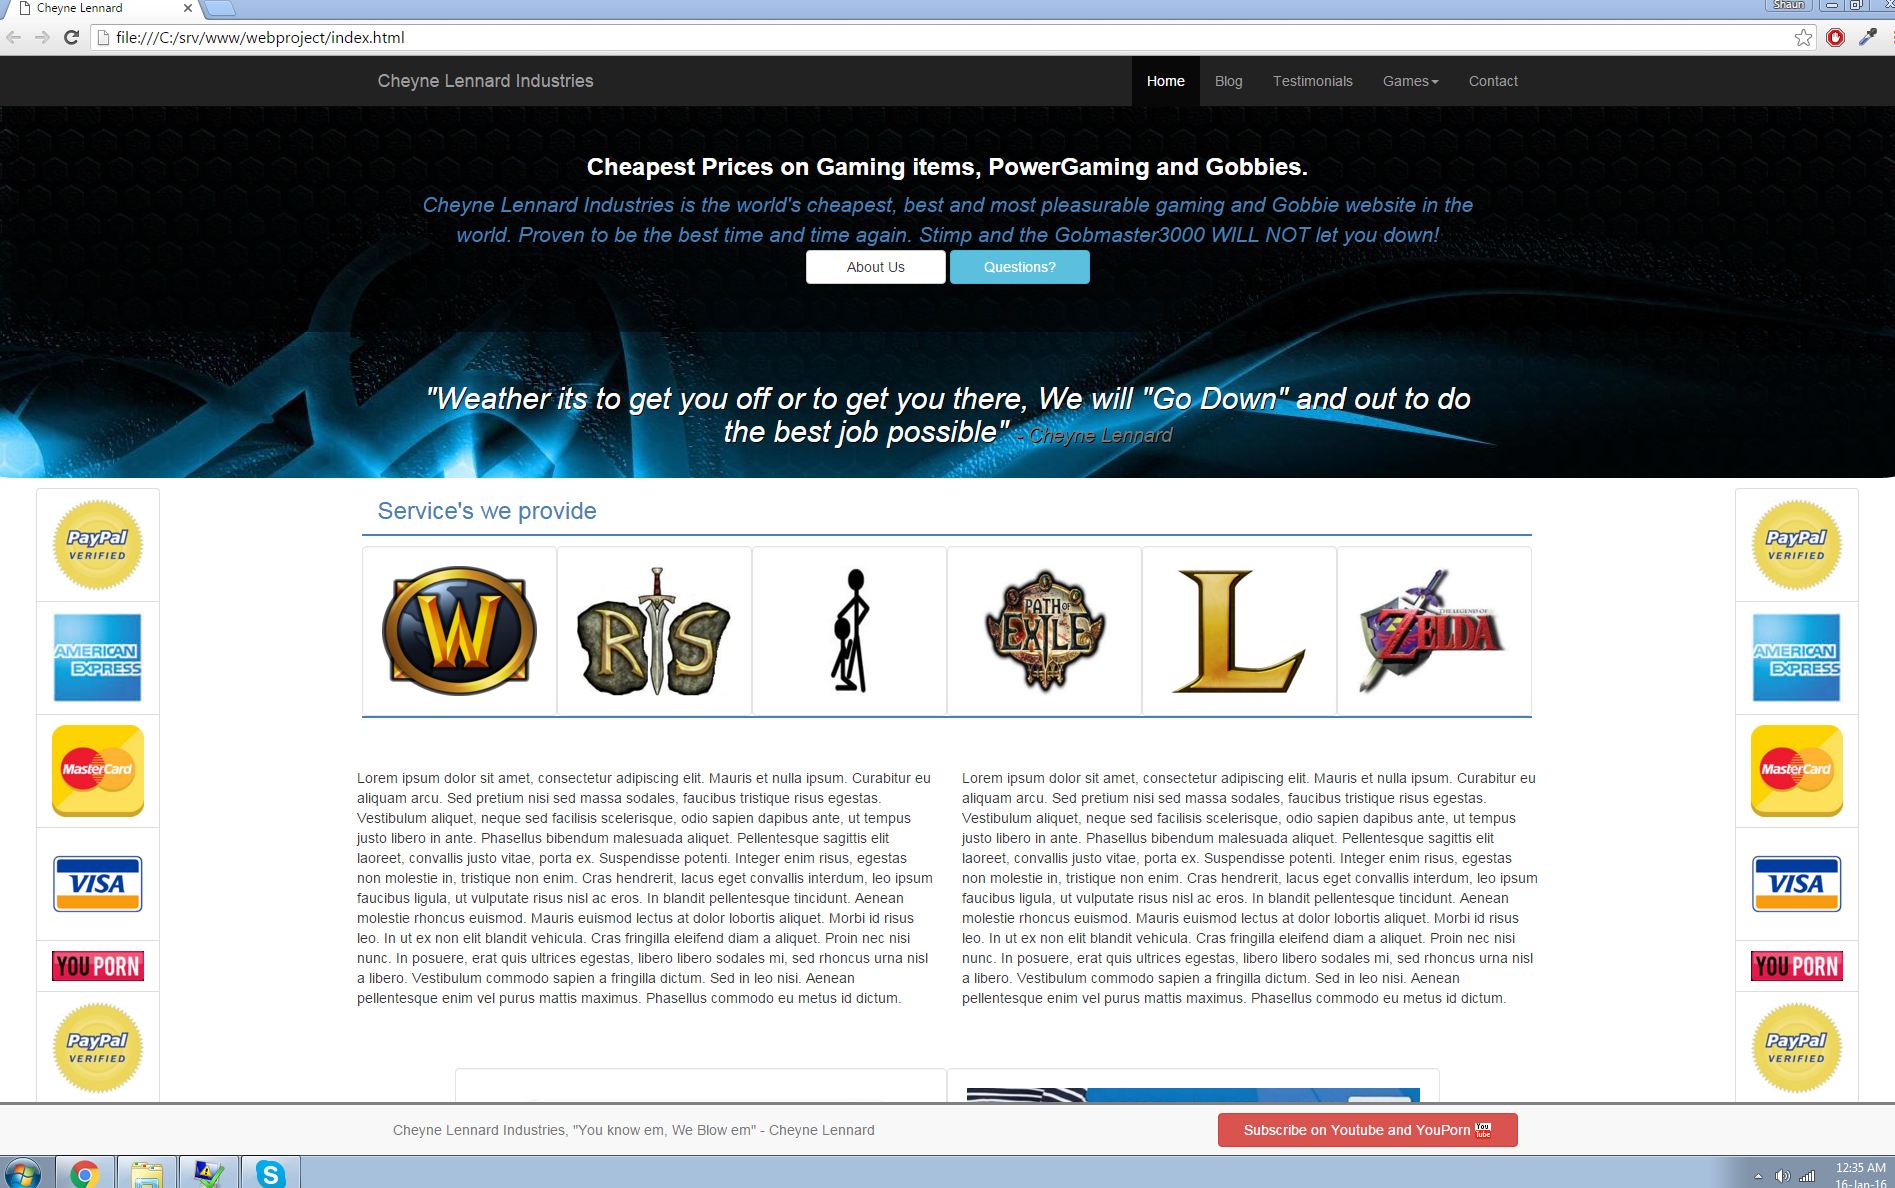 Cheyne Lennard
Shaun
file:///C:/srv/www/webproject/index.html
Cheyne Lennard Industries
Home Blog Testimonials Games Contact
Cheapest Prices on Gaming items, PowerGaming and Gobbies.
Cheyne Lennard Industries is the world's cheapest, best and most pleasurable gaming and Gobbie website in the
world. Proven to be the best time and time again. Stimp and the Gobmaster3000 WILL NOT let you down!
About Us Questions?
"Weather its to get you off or to get you there, We will "Go Down" and out to do
the best job possible" - Cheyne Lennard
Service's we provide
W
RS
PATH OF
EXILE
L
THE LEGEND OF
ZELDA
PayPal
VERIFIED
AMERICAN
EXPRESS
MasterCard
VISA
YOU PORN
PayPal
VERIFIED
Lorem ipsum dolor sit amet, consectetur adipiscing elit. Mauris et nulla ipsum. Curabitur eu
aliquam arcu. Sed pretium nisi sed massa sodales, faucibus tristique risus egestas.
Vestibulum aliquet, neque sed facilisis scelerisque, odio sapien dapibus ante, ut tempus
justo libero in ante. Phasellus bibendum malesuada aliquet. Pellentesque sagittis elit
laoreet, convallis justo vitae, porta ex. Suspendisse potenti. Integer enim risus, egestas
non molestie in, tristique non enim. Cras hendrerit, lacus eget convallis interdum, leo ipsum
faucibus ligula, ut vulputate risus nisl ac eros. In blandit pellentesque tincidunt. Aenean
molestie rhoncus euismod. Mauris euismod lectus at dolor lobortis aliquet. Morbi id risus
leo. In ut ex non elit blandit vehicula. Cras fringilla eleifend diam a aliquet. Proin nec nisi
nunc. In posuere, erat quis ultrices egestas, libero libero sodales mi, sed rhoncus urna nisl
a libero. Vestibulum commodo sapien a fringilla dictum. Sed in leo nisi. Aenean
pellentesque enim vel purus mattis maximus. Phasellus commodo eu metus id dictum.
Lorem ipsum dolor sit amet, consectetur adipiscing elit. Mauris et nulla ipsum. Curabitur eu
aliquam arcu. Sed pretium nisi sed massa sodales, faucibus tristique risus egestas.
Vestibulum aliquet, neque sed facilisis scelerisque, odio sapien dapibus ante, ut tempus
justo libero in ante. Phasellus bibendum malesuada aliquet. Pellentesque sagittis elit
laoreet, convallis justo vitae, porta ex. Suspendisse potenti. Integer enim risus, egestas
non molestie in, tristique non enim. Cras hendrerit, lacus eget convallis interdum, leo ipsum
faucibus ligula, ut vulputate risus nisl ac eros. In blandit pellentesque tincidunt. Aenean
molestie rhoncus euismod. Mauris euismod lectus at dolor lobortis aliquet. Morbi id risus
leo. In ut ex non elit blandit vehicula. Cras fringilla eleifend diam a aliquet. Proin nec nisi
nunc. In posuere, erat quis ultrices egestas, libero libero sodales mi, sed rhoncus urna nisl
a libero. Vestibulum commodo sapien a fringilla dictum. Sed in leo nisi. Aenean
pellentesque enim vel purus mattis maximus. Phasellus commodo eu metus id dictum.
PayPal
VERIFIED
AMERICAN
EXPRESS
MasterCard
VISA
YOU PORN
PayPal
VERIFIED
Cheyne Lennard Industries, "You know em, We Blow em" - Cheyne Lennard
Subscribe on Youtube and YouPorn You
Tube
S
12:35 AM
16-Jan-16